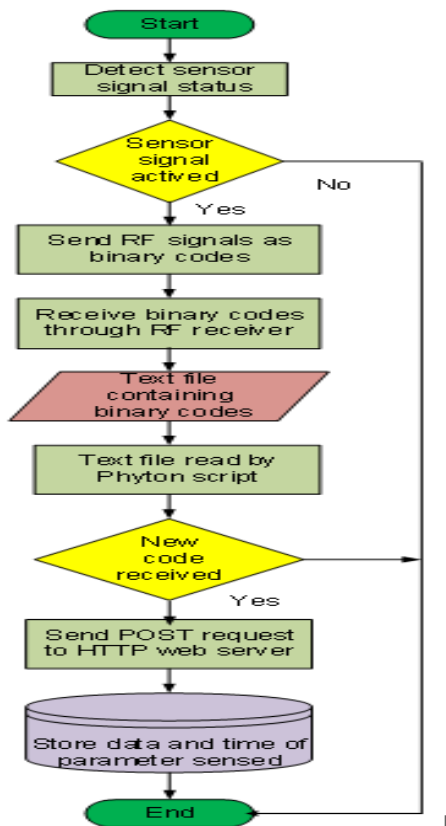 Start
Detect sensor
signal status
Sensor
signal
actived
No
Yes
Send RF signals as
binary codes
Receive binary codes
through RF receiver
Text file
containing
binary codes
Text file read by
Phyton script
New
code
received
Yes
Send POST request
to HTTP web server
Store data and time of
parameter sensed
End